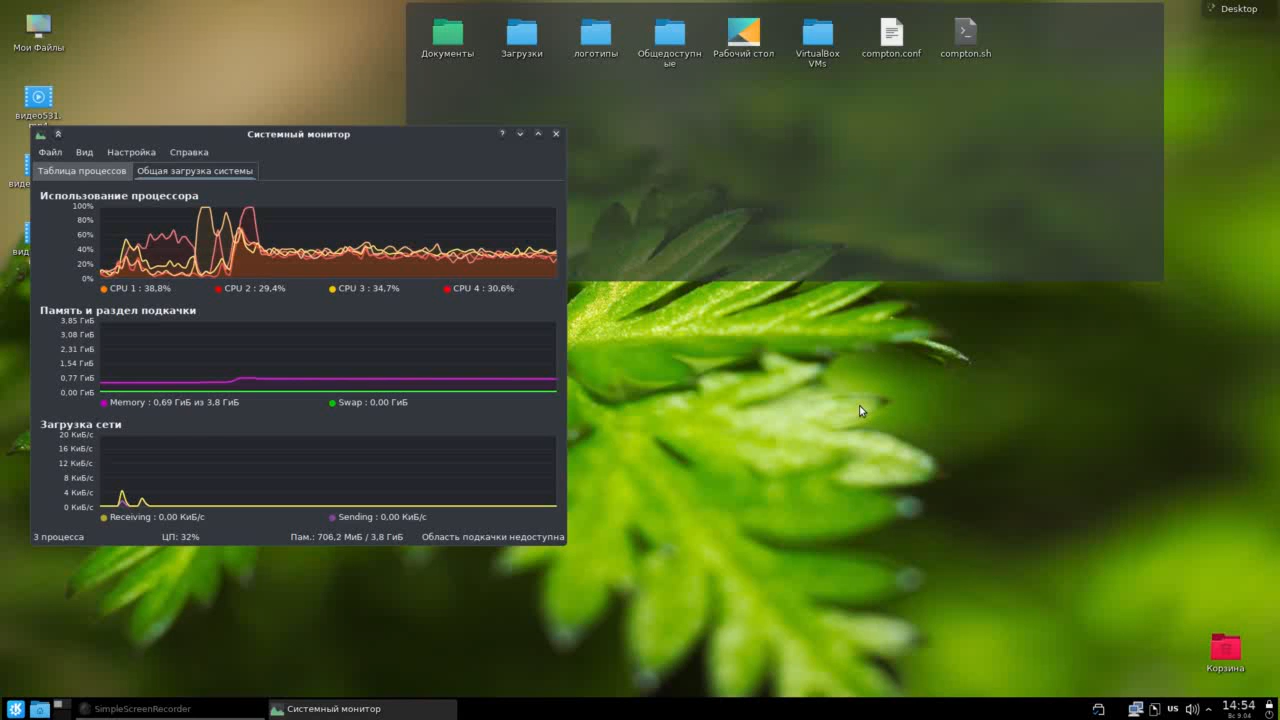 Desktop
Мои Файлы
Документы
Загрузки
логотипы
Общедоступн
ые
Рабочий стол
VirtualBox
VMs
compton.conf
compton.sh
видео531.
Системный монитор
Файл Вид Настройка Справка
Таблица процессов Общая загрузка системы
Использование процессора
100%
80%
60%
40%
20%
0%
CPU 1 : 38,8% CPU 2 : 29,4% CPU 3 : 34,7% CPU 4 : 30,6%
Память и раздел подкачки
3,85 ГиБ
3,08 ГиБ
2,31 ГиБ
1,54 ГиБ
0,77 ГиБ
0,00 ГиБ
Memory : 0,69 ГиБ из 3,8 ГиБ Swap : 0,00 ГиБ
Загрузка сети
20 КиБ/с
16 КиБ/с
12 КиБ/с
8 КиБ/с
4 КиБ/с
0 КиБ/с
Receiving : 0,00 КиБ/с Sending : 0,00 КиБ/с
3 процесса ЦП: 32% Пам.: 706,2 МиБ / 3,8 ГиБ Область подкачки недоступна
Корзина
SimpleScreenRecorder
Системный монитор
US
14:54
Вс 9.04